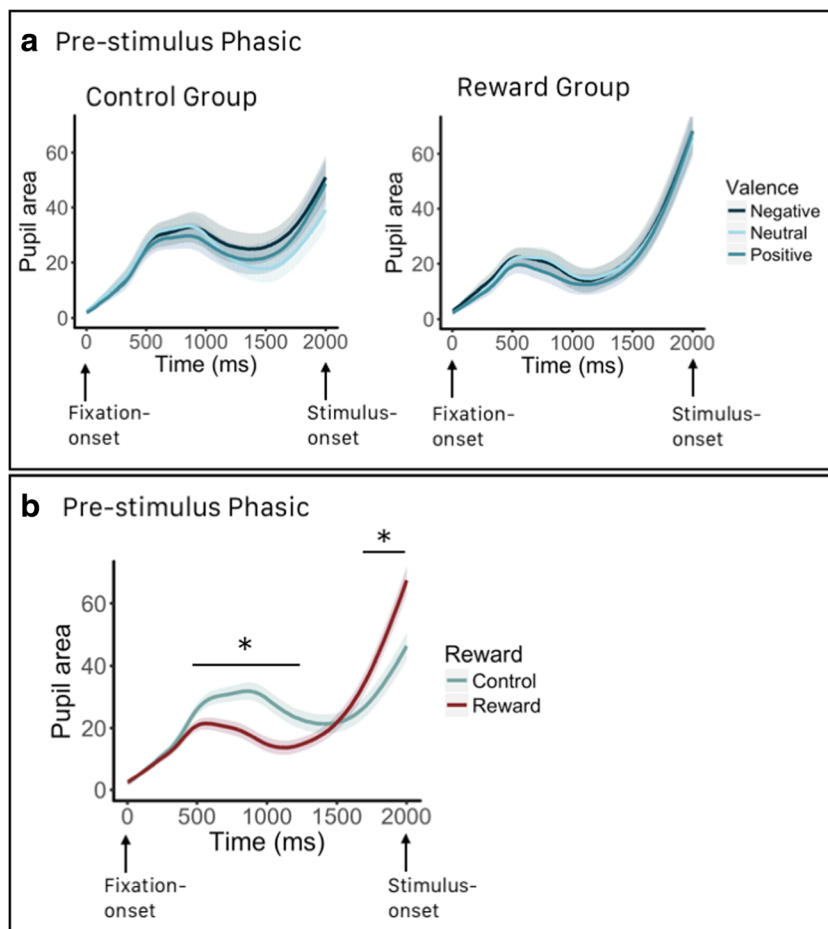 a Pre-stimulus Phasic
Control Group
Pupil area
60
40
20
0
0 500 1000 1500 2000
Time (ms)
Fixation-
onset
Stimulus-
onset
Reward Group
Pupil area
60
40
20
0
0 500 1000 1500 2000
Time (ms)
Fixation-
onset
Stimulus-
onset
Valence
Negative
Neutral
Positive
b Pre-stimulus Phasic
*
*
Pupil area
60
40
20
0
0 500 1000 1500 2000
Time (ms)
Fixation-
onset
Stimulus-
onset
Reward
Control
Reward